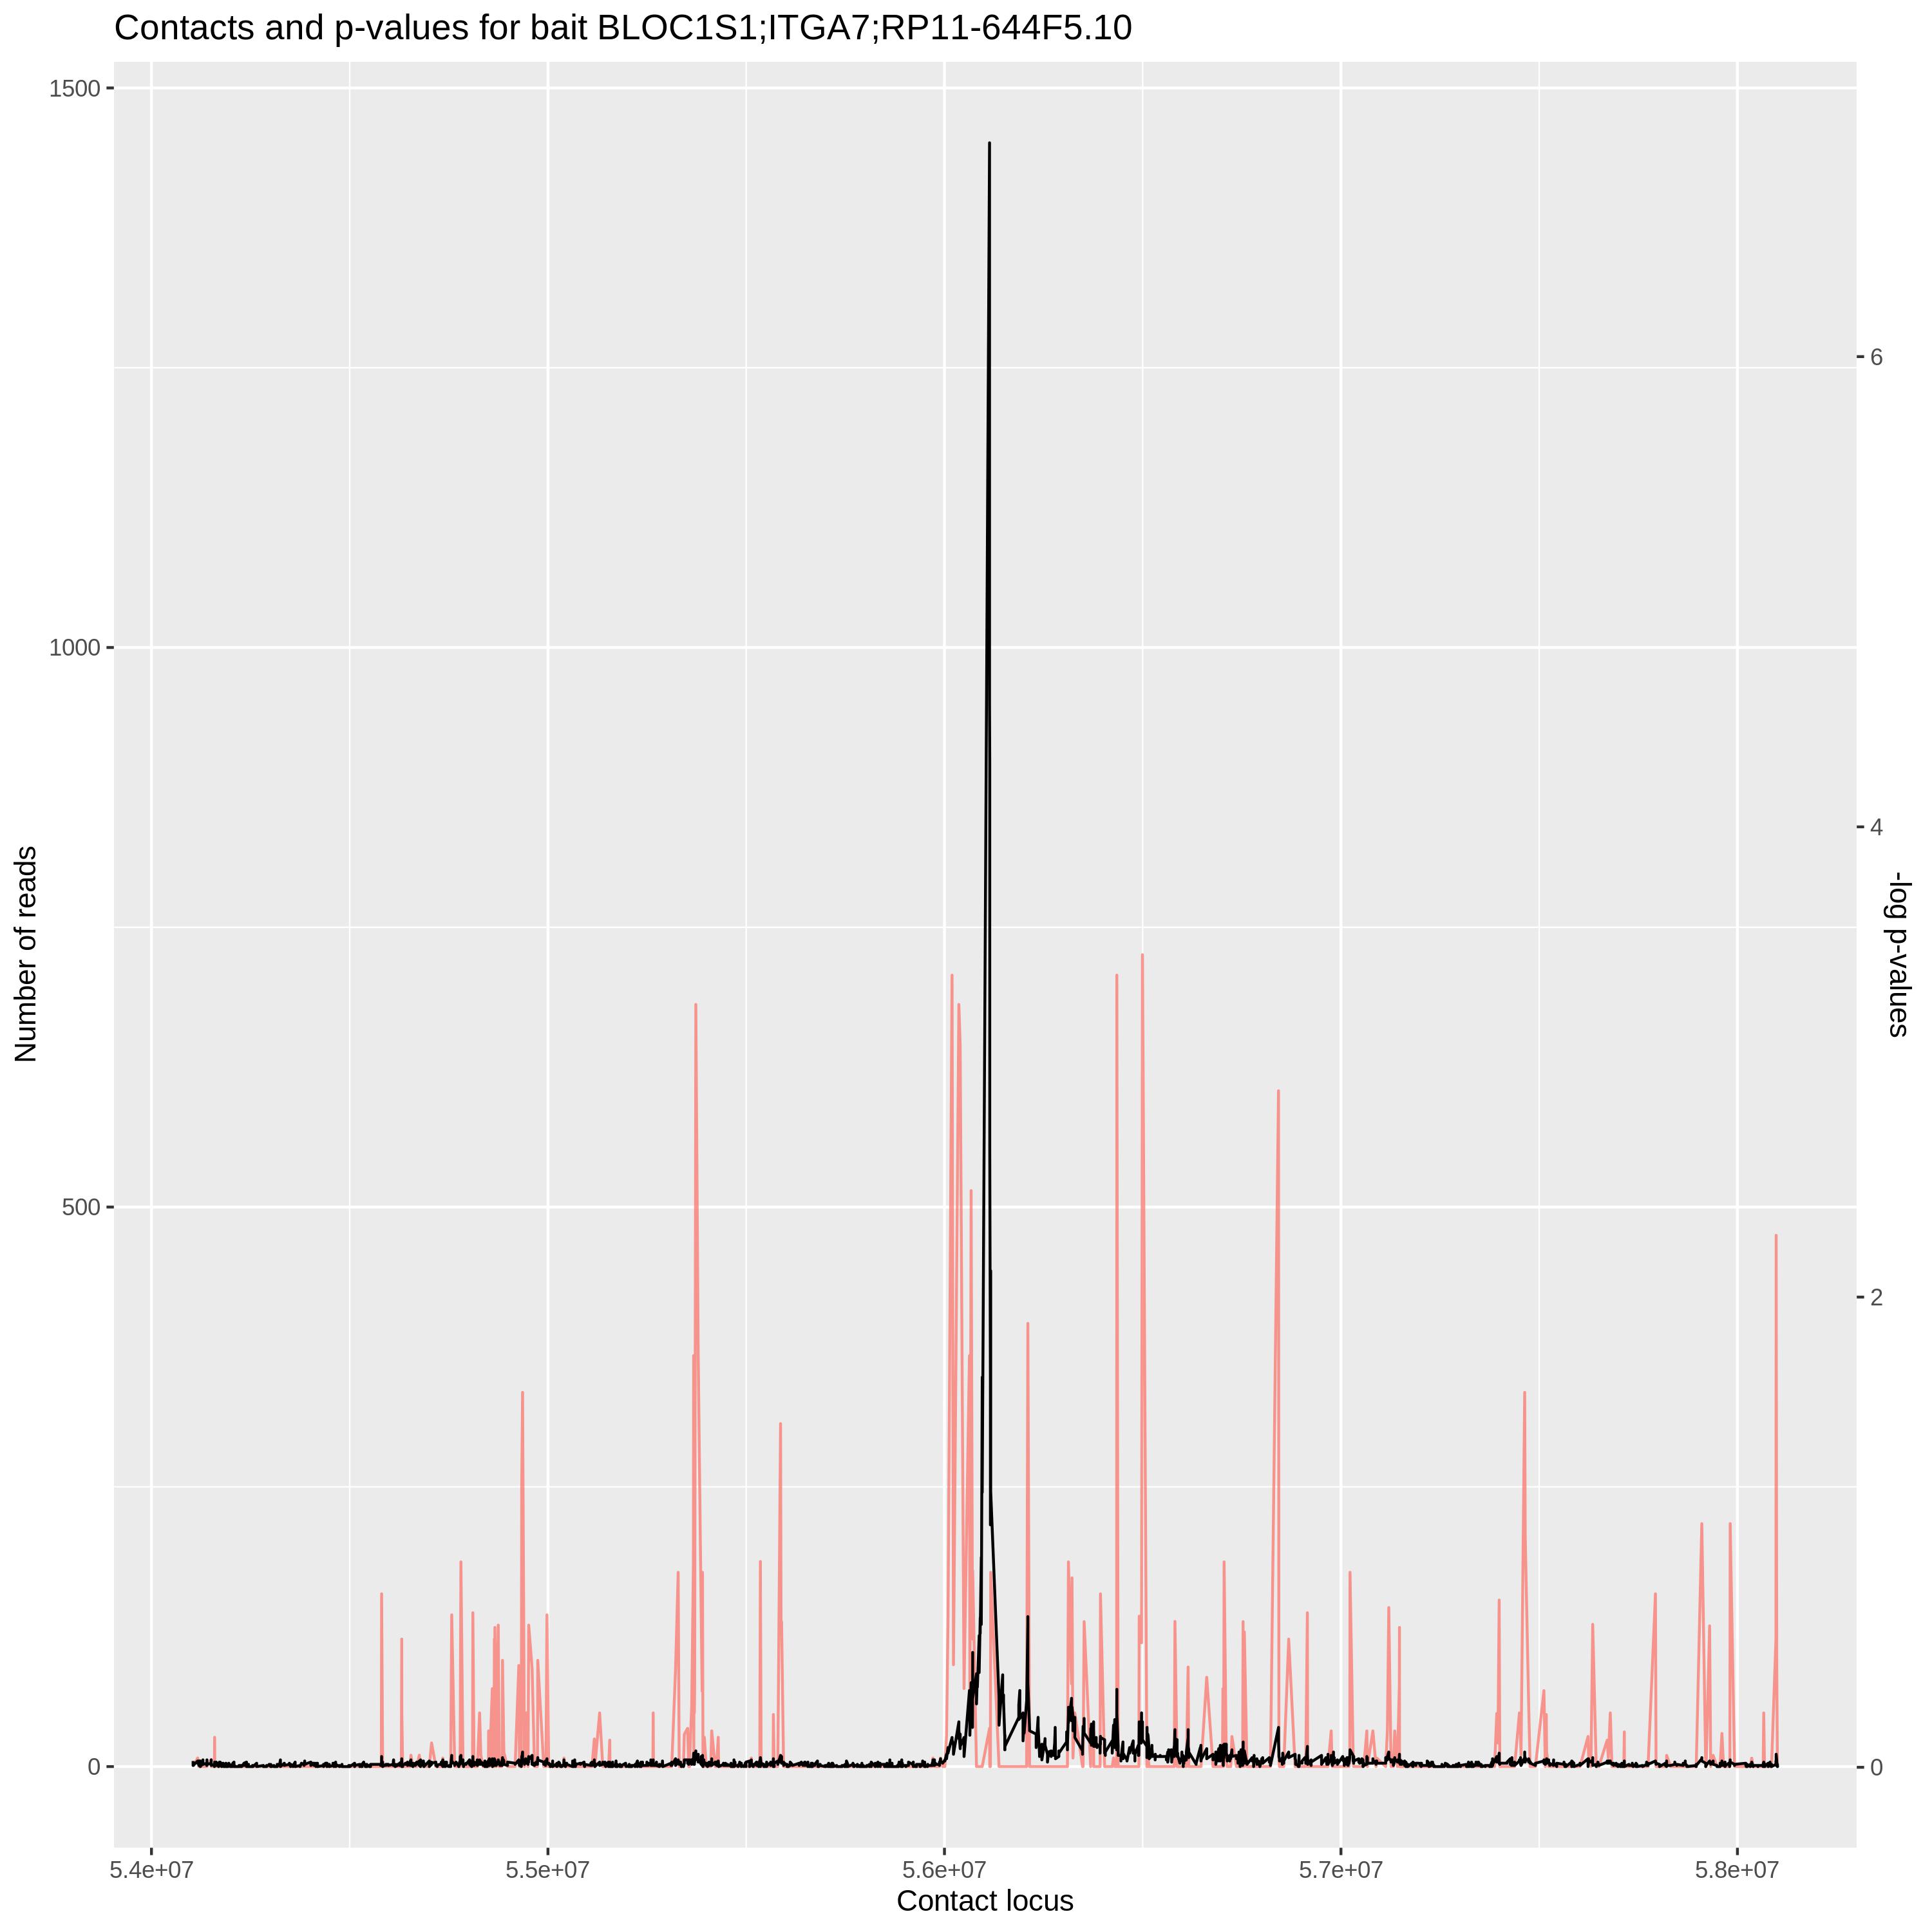 Contacts and p-values for bait BLOC1S1;ITGA7;RP11-644F5.10
1500
1000
500
0
Number of reads
6
4
2
0
-log p-values
5.4e+07
5.5e+07
5.6e+07
5.7e+07
5.8e+07
Contact locus